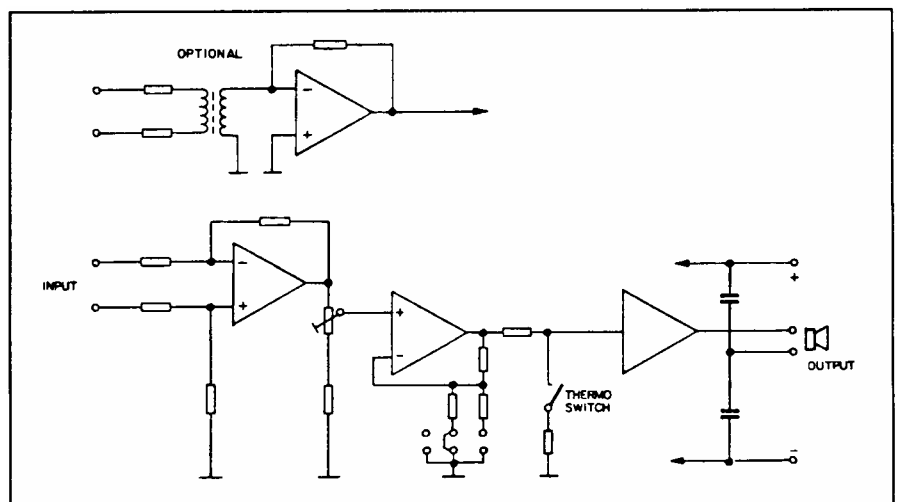 OPTIONAL
−
+
INPUT
−
+
+
−
THERMO
SWITCH
+
OUTPUT
−